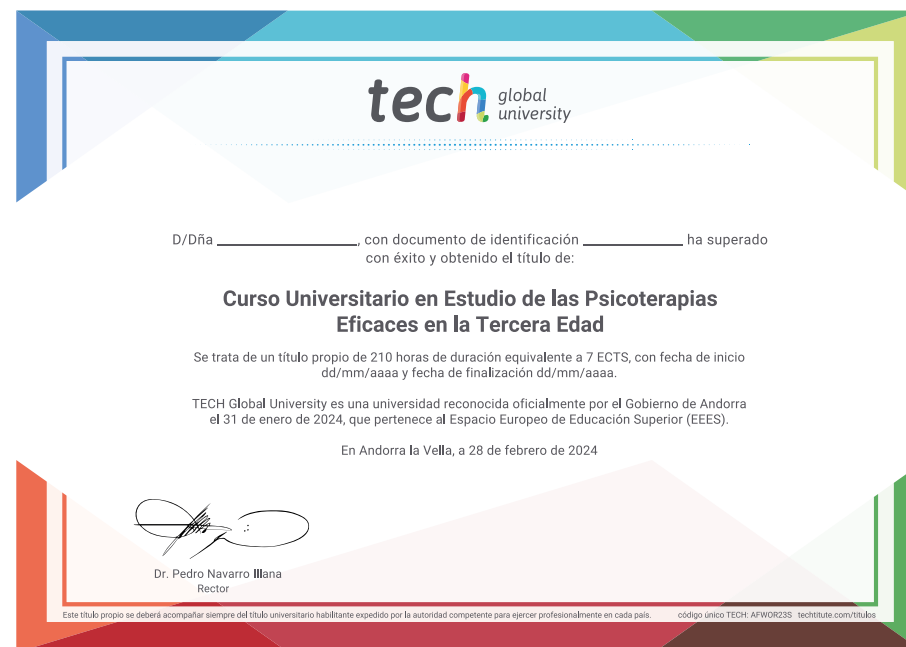 tech global university
D/Dña ________________, con documento de identificación ____________ ha superado
con éxito y obtenido el título de:
Curso Universitario en Estudio de las Psicoterapias
Eficaces en la Tercera Edad
Se trata de un título propio de 210 horas de duración equivalente a 7 ECTS, con fecha de inicio
dd/mm/aaaa y fecha de finalización dd/mm/aaaa.
TECH Global University es una universidad reconocida oficialmente por el Gobierno de Andorra
el 31 de enero de 2024, que pertenece al Espacio Europeo de Educación Superior (EEES).
En Andorra la Vella, a 28 de febrero de 2024
Dr. Pedro Navarro Illana
Rector
Este título propio se deberá acompañar siempre del título universitario habilitante expedido por la autoridad competente para ejercer profesionalmente en cada país. código único TECH: AFWOR23S techtitute.com/titulos